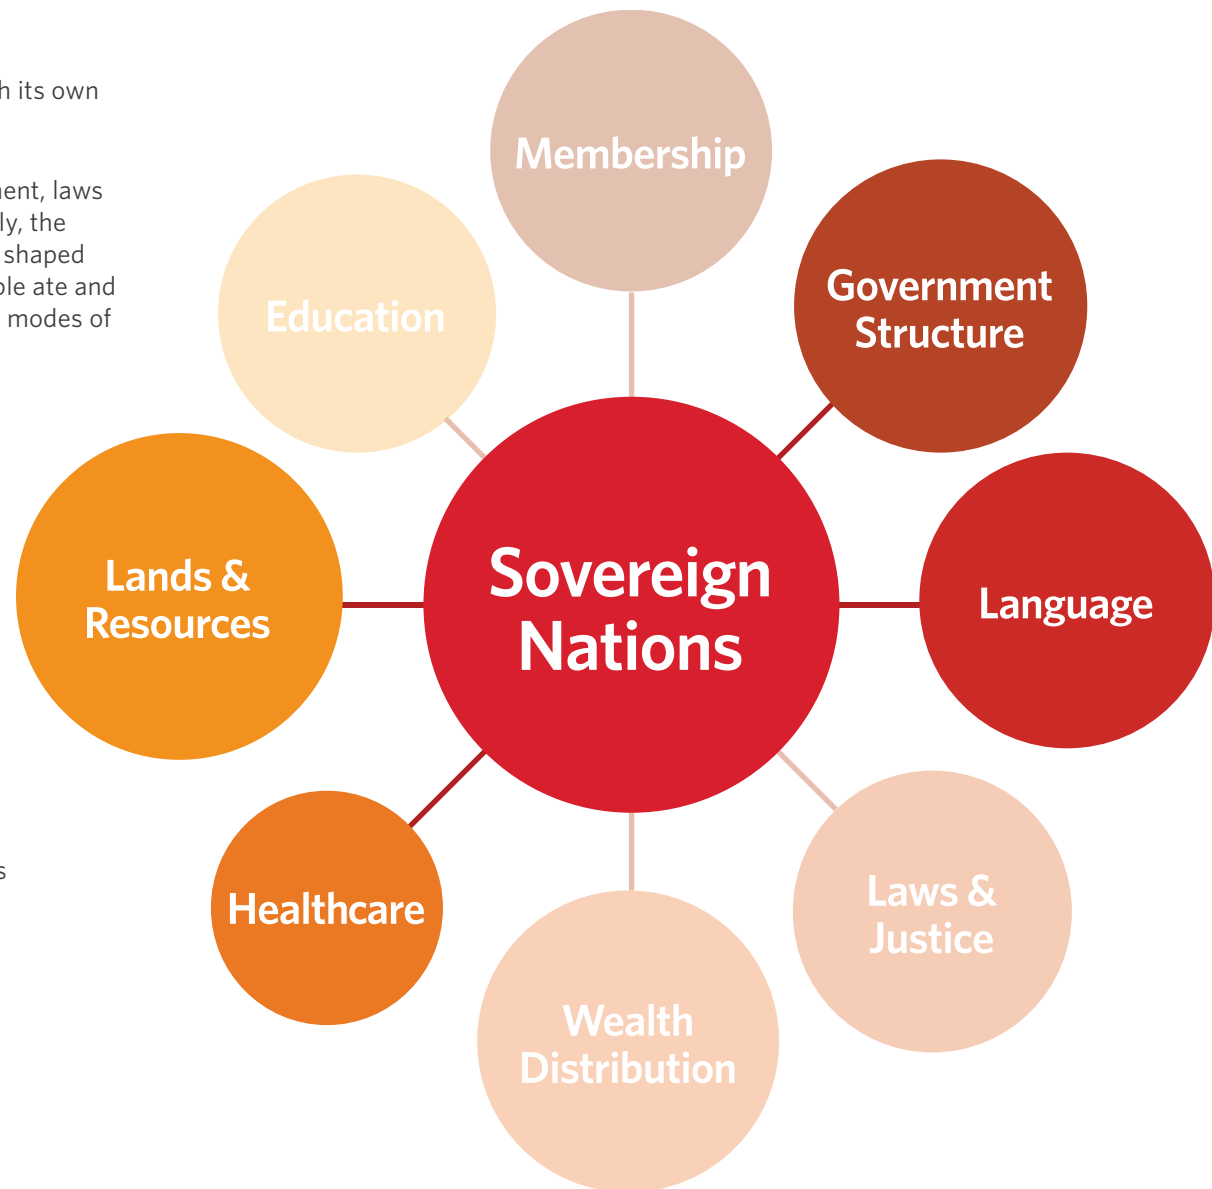 h its own
ent, laws
ly, the
shaped
ple ate and
modes of
s
Membership
Government
Structure
Education
Lands &
Resources
Sovereign
Nations
Language
Healthcare
Laws &
Justice
Wealth
Distribution